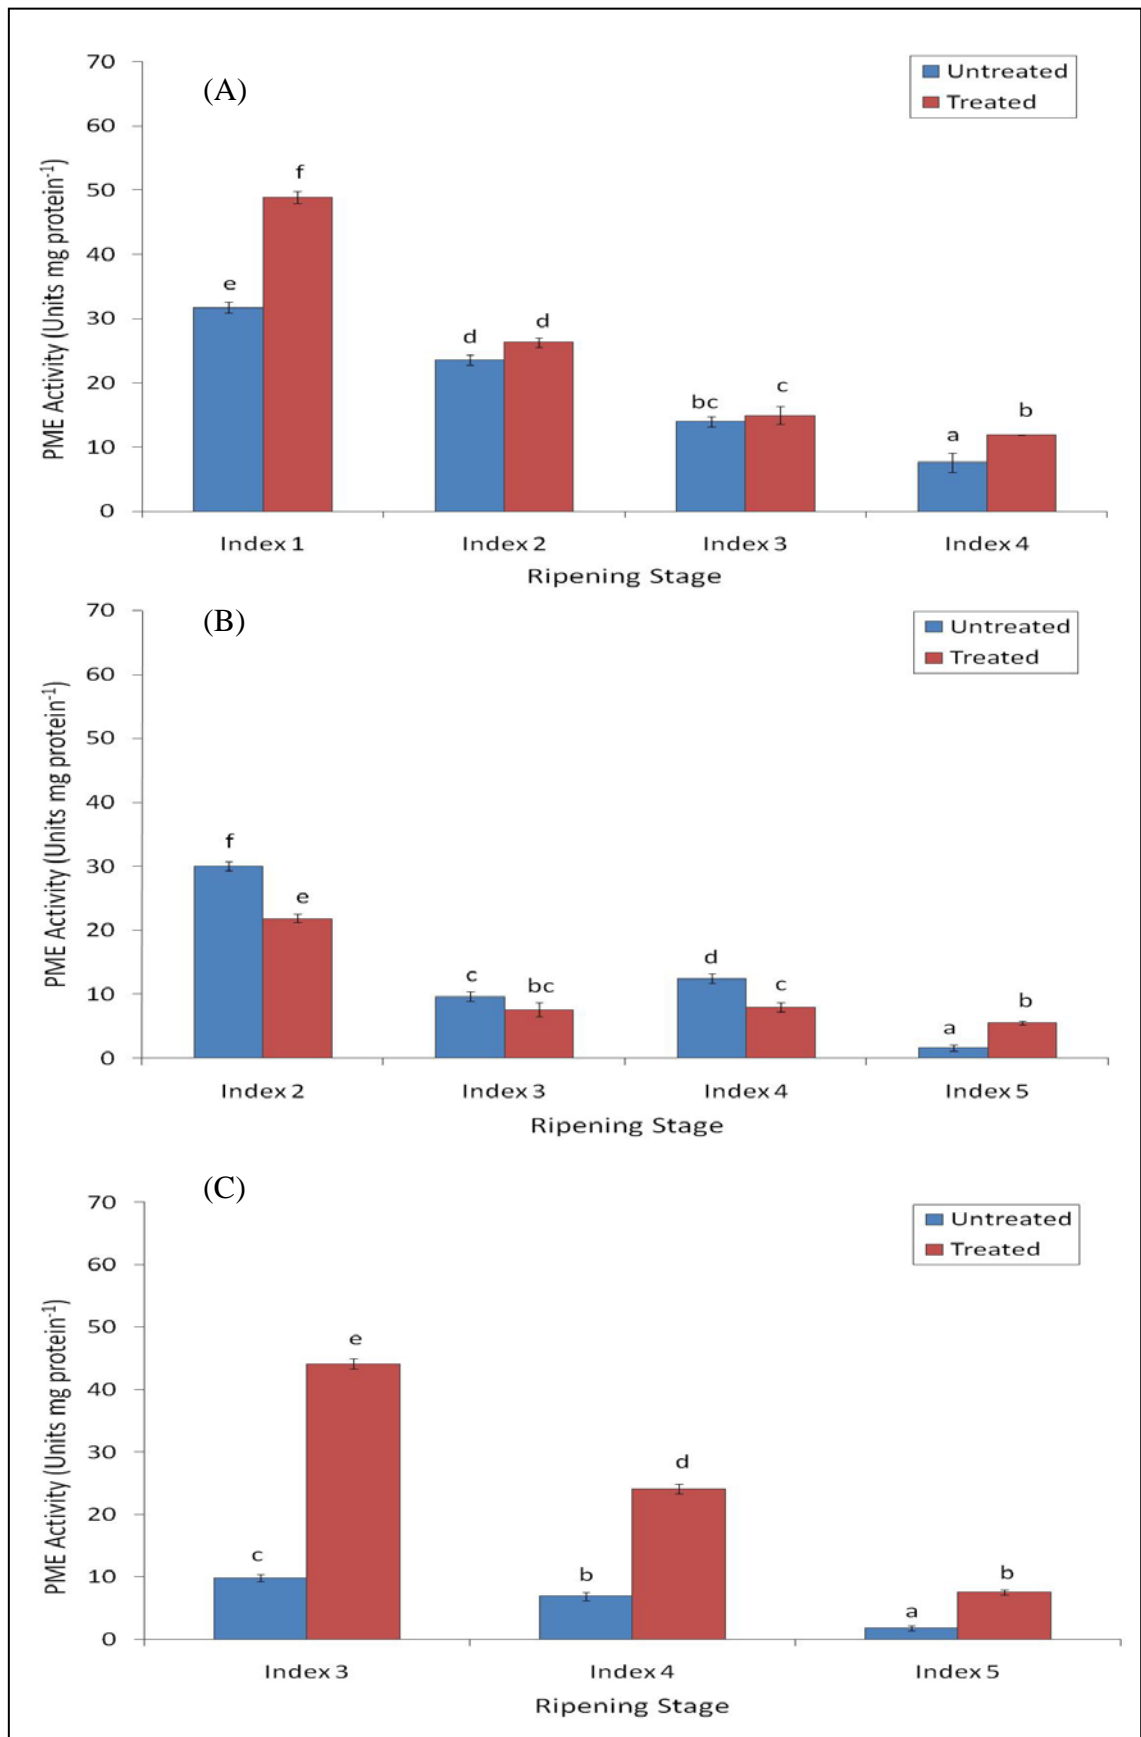 (A)
Untreated
Treated
70
60
50
40
30
20
10
0
PME Activity (Units mg protein⁻¹)
e
f
d
d
bc
c
a
b
Index 1
Index 2
Index 3
Index 4
Ripening Stage
(B)
Untreated
Treated
70
60
50
40
30
20
10
0
PME Activity (Units mg protein⁻¹)
f
e
c
bc
d
c
a
b
Index 2
Index 3
Index 4
Index 5
Ripening Stage
(C)
Untreated
Treated
70
60
50
40
30
20
10
0
PME Activity (Units mg protein⁻¹)
c
e
b
d
a
b
Index 3
Index 4
Index 5
Ripening Stage